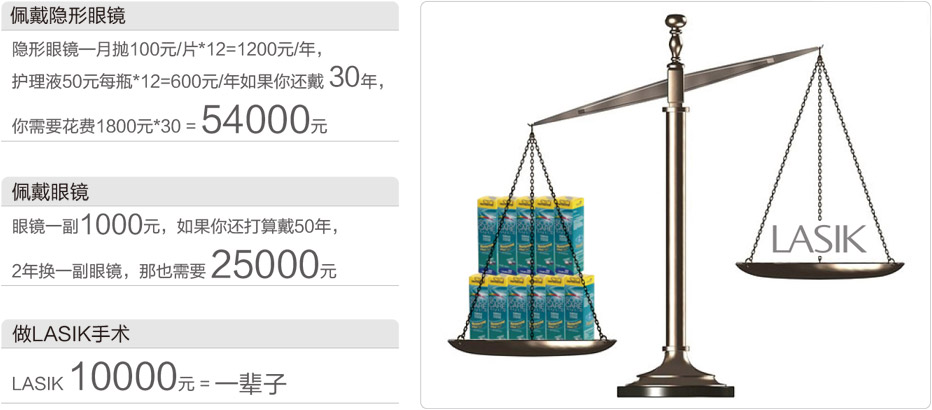 佩戴隐形眼镜
隐形眼镜一月抛100元/片*12=1200元/年，
护理液50元每瓶*12=600元/年如果你还戴 30年，
你需要花费1800元*30 = 54000元
佩戴眼镜
眼镜一副1000元，如果你还打算戴50年，
2年换一副眼镜，那也需要 25000元
做LASIK手术
LASIK 10000元 = 一辈子
LASIK